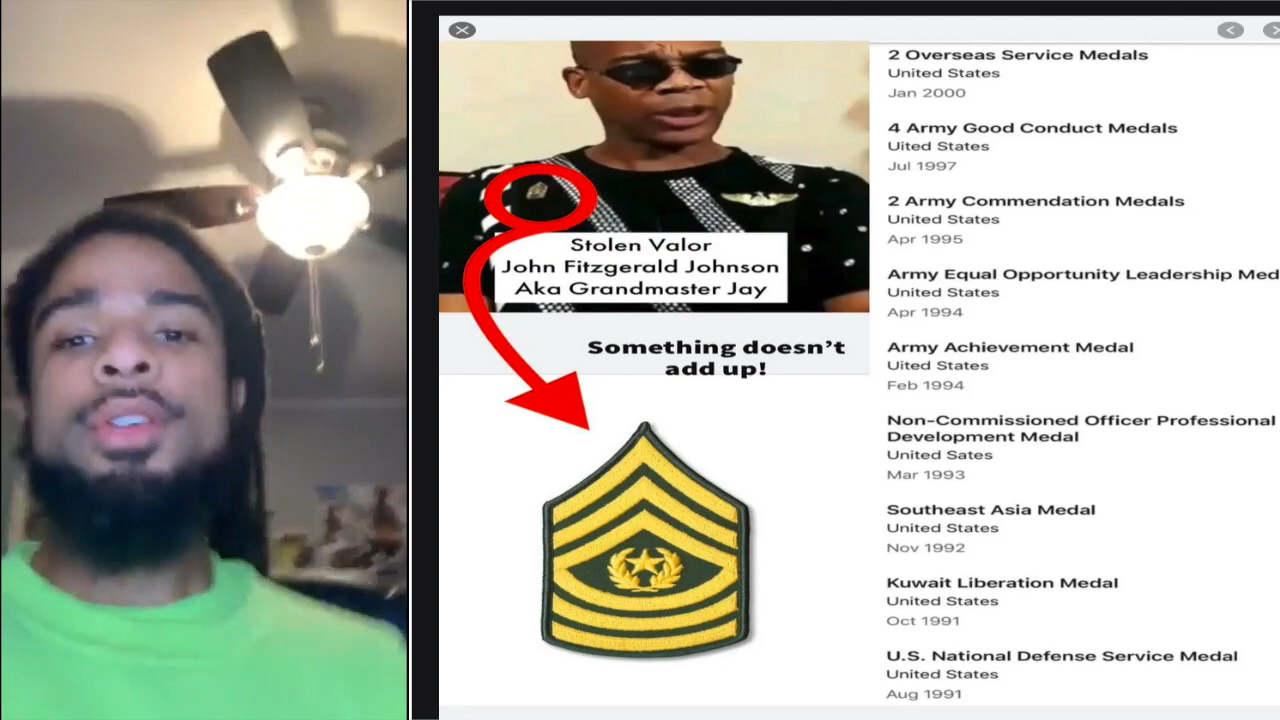 Stolen Valor
John Fitzgerald Johnson
Aka Grandmaster Jay
Something doesn't
add up!
2 Overseas Service Medals
United States
Jan 2000
4 Army Good Conduct Medals
Uited States
Jul 1997
2 Army Commendation Medals
United States
Apr 1995
Army Equal Opportunity Leadership Med
United States
Apr 1994
Army Achievement Medal
Uited States
Feb 1994
Non-Commissioned Officer Professional
Development Medal
United Sates
Mar 1993
Southeast Asia Medal
United States
Nov 1992
Kuwait Liberation Medal
United States
Oct 1991
U.S. National Defense Service Medal
United States
Aug 1991